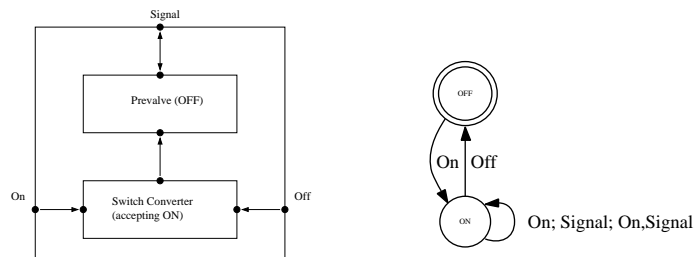 Signal
Prevalve (OFF)
On
Switch Converter
(accepting ON)
Off
OFF
On
Off
ON
On; Signal; On,Signal